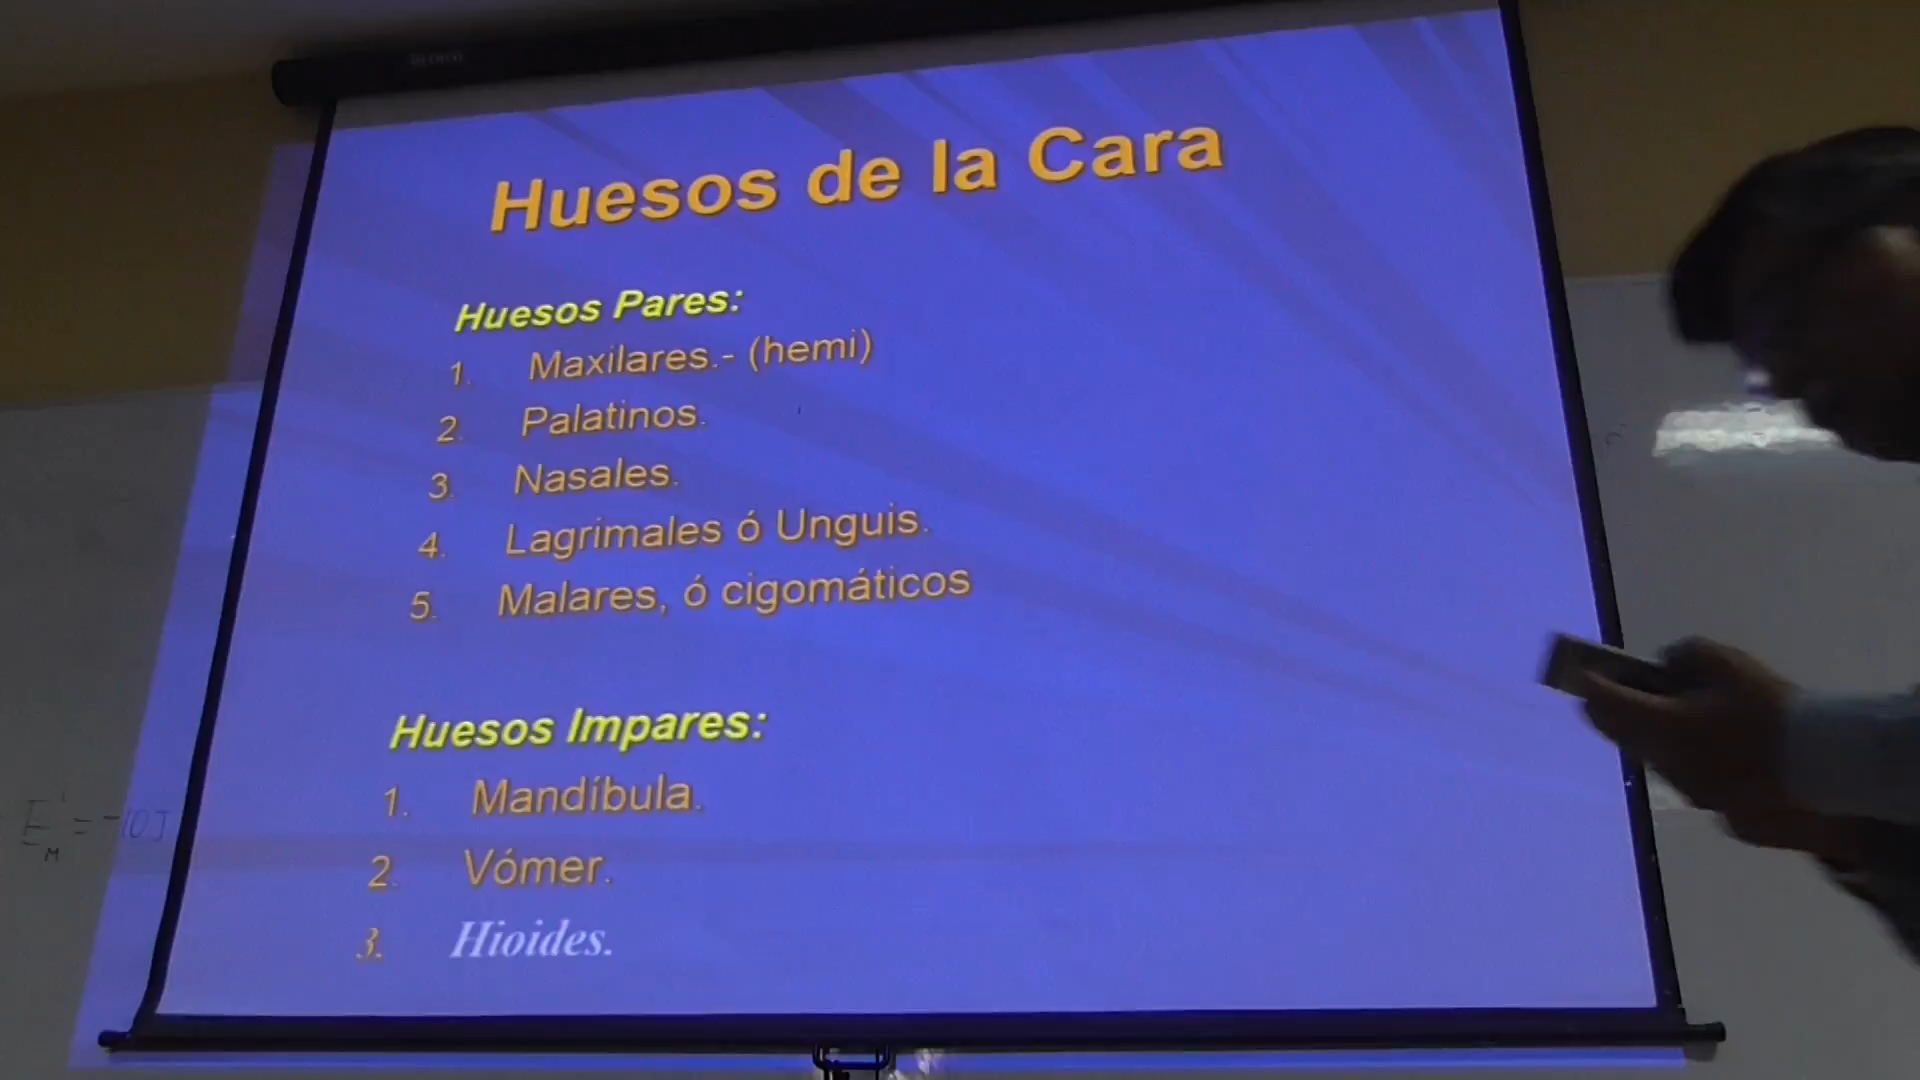 Huesos de la Cara
Huesos Pares:
1. Maxilares.- (hemi)
2. Palatinos.
3. Nasales.
4. Lagrimales ó Unguis.
5. Malares, ó cigomáticos
Huesos Impares:
1. Mandíbula.
2. Vómer.
3. Hioides.
E'M = -10J